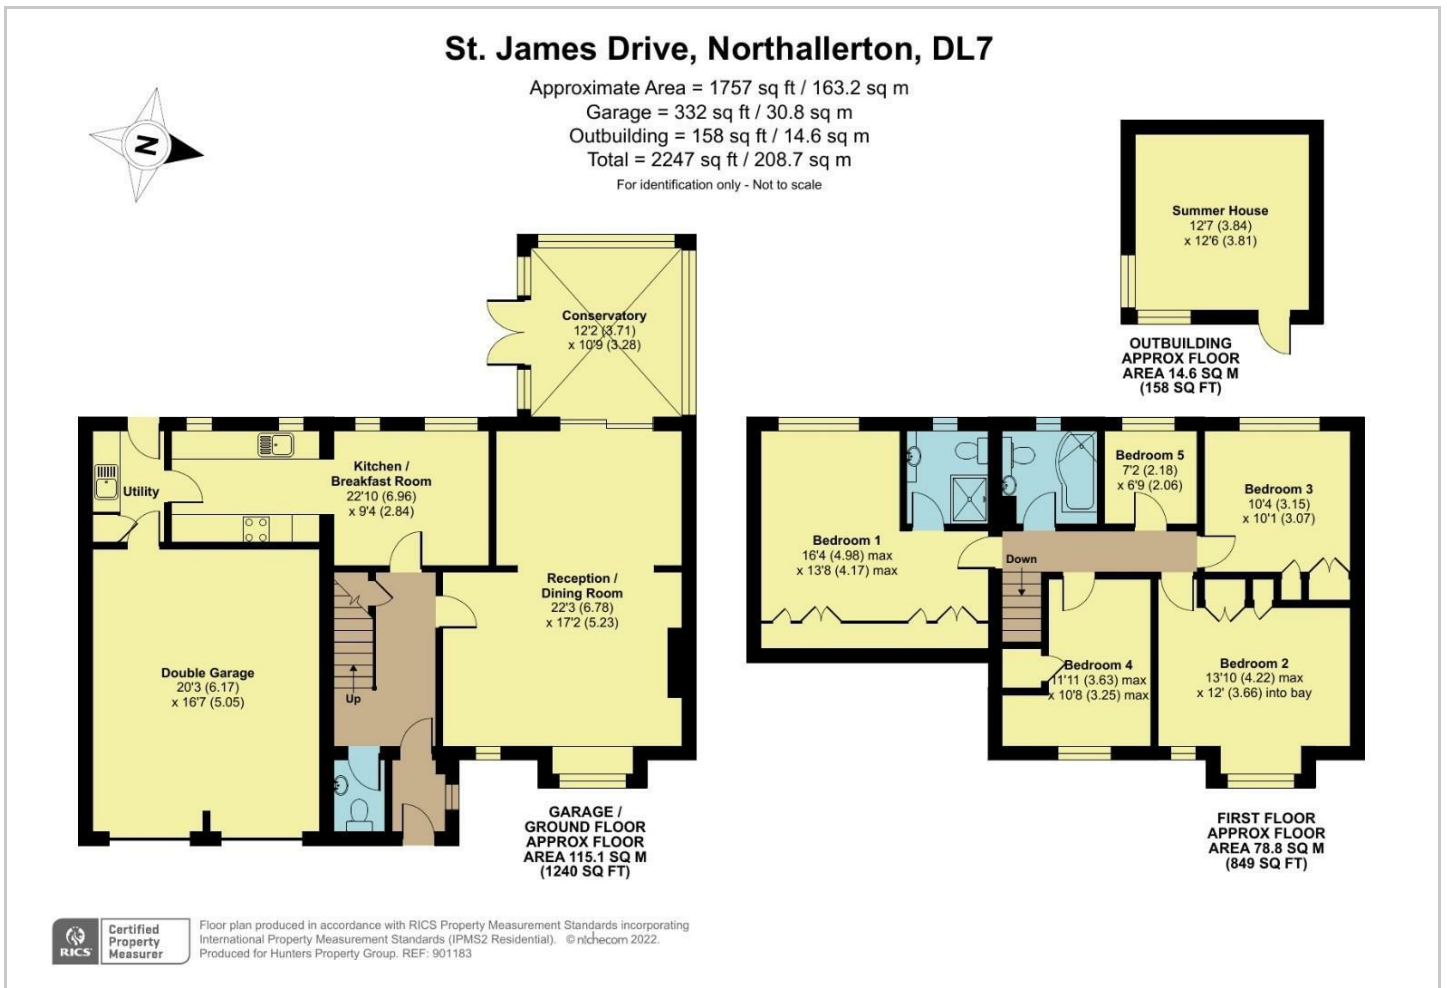 St. James Drive, Northallerton, DL7
Approximate Area = 1757 sq ft / 163.2 sq m
Garage = 332 sq ft / 30.8 sq m
Outbuilding = 158 sq ft / 14.6 sq m
Total = 2247 sq ft / 208.7 sq m
For identification only - Not to scale
N
Summer House
12'7 (3.84)
x 12'6 (3.81)
OUTBUILDING
APPROX FLOOR
AREA 14.6 SQ M
(158 SQ FT)
Conservatory
12'2 (3.71)
x 10'9 (3.28)
Kitchen /
Breakfast Room
22'10 (6.96)
x 9'4 (2.84)
Utility
Reception /
Dining Room
22'3 (6.78)
x 17'2 (5.23)
Double Garage
20'3 (6.17)
x 16'7 (5.05)
Up
GARAGE /
GROUND FLOOR
APPROX FLOOR
AREA 115.1 SQ M
(1240 SQ FT)
Bedroom 1
16'4 (4.98) max
x 13'8 (4.17) max
Bedroom 5
7'2 (2.18)
x 6'9 (2.06)
Bedroom 3
10'4 (3.15)
x 10'1 (3.07)
Down
Bedroom 4
11'11 (3.63) max
x 10'8 (3.25) max
Bedroom 2
13'10 (4.22) max
x 12' (3.66) into bay
FIRST FLOOR
APPROX FLOOR
AREA 78.8 SQ M
(849 SQ FT)
RICS
Certified
Property
Measurer
Floor plan produced in accordance with RICS Property Measurement Standards incorporating
International Property Measurement Standards (IPMS2 Residential). © nichecom 2022.
Produced for Hunters Property Group. REF: 901183